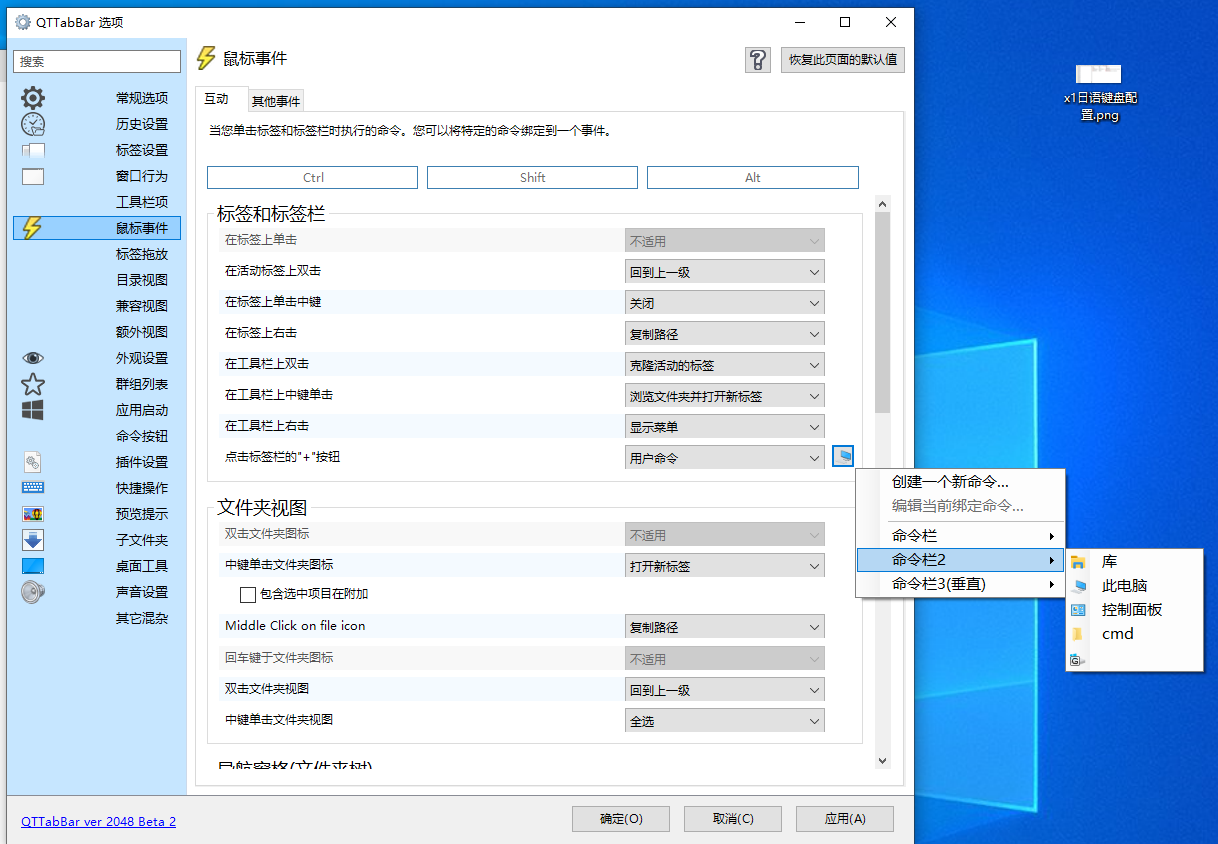 QTTabBar 选项
搜索
常规选项
历史设置
标签设置
窗口行为
工具栏项
鼠标事件
标签拖放
目录视图
兼容视图
额外视图
外观设置
群组列表
应用启动
命令按钮
插件设置
快捷操作
预览提示
子文件夹
桌面工具
声音设置
其它混杂
鼠标事件
恢复此页面的默认值
互动
其他事件
当您单击标签和标签栏时执行的命令。您可以将特定的命令绑定到一个事件。
Ctrl
Shift
Alt
标签和标签栏
在标签上单击 不适用
在活动标签上双击 回到上一级
在标签上单击中键 关闭
在标签上右击 复制路径
在工具栏上双击 克隆活动的标签
在工具栏上中键单击 浏览文件夹并打开新标签
在工具栏上右击 显示菜单
点击标签栏的"+"按钮 用户命令
文件夹视图
双击文件夹图标 不适用
中键单击文件夹图标 打开新标签
包含选中项目在附加
Middle Click on file icon 复制路径
回车键于文件夹图标 不适用
双击文件夹视图 回到上一级
中键单击文件夹视图 全选
导航窗格(文件夹树)
QTTabBar ver 2048 Beta 2
确定(O)
取消(C)
应用(A)
创建一个新命令...
编辑当前绑定命令...
命令栏
命令栏2
命令栏3(垂直)
库
此电脑
控制面板
cmd
x1日语键盘配
置.png